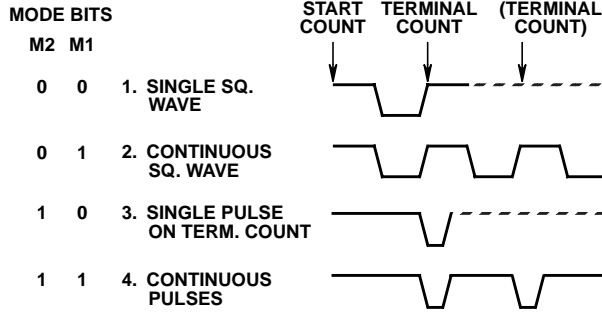 MODE BITS
M2 M1
START COUNT
TERMINAL COUNT
(TERMINAL COUNT)
0 0 1. SINGLE SQ.
WAVE
0 1 2. CONTINUOUS
SQ. WAVE
1 0 3. SINGLE PULSE
ON TERM. COUNT
1 1 4. CONTINUOUS
PULSES